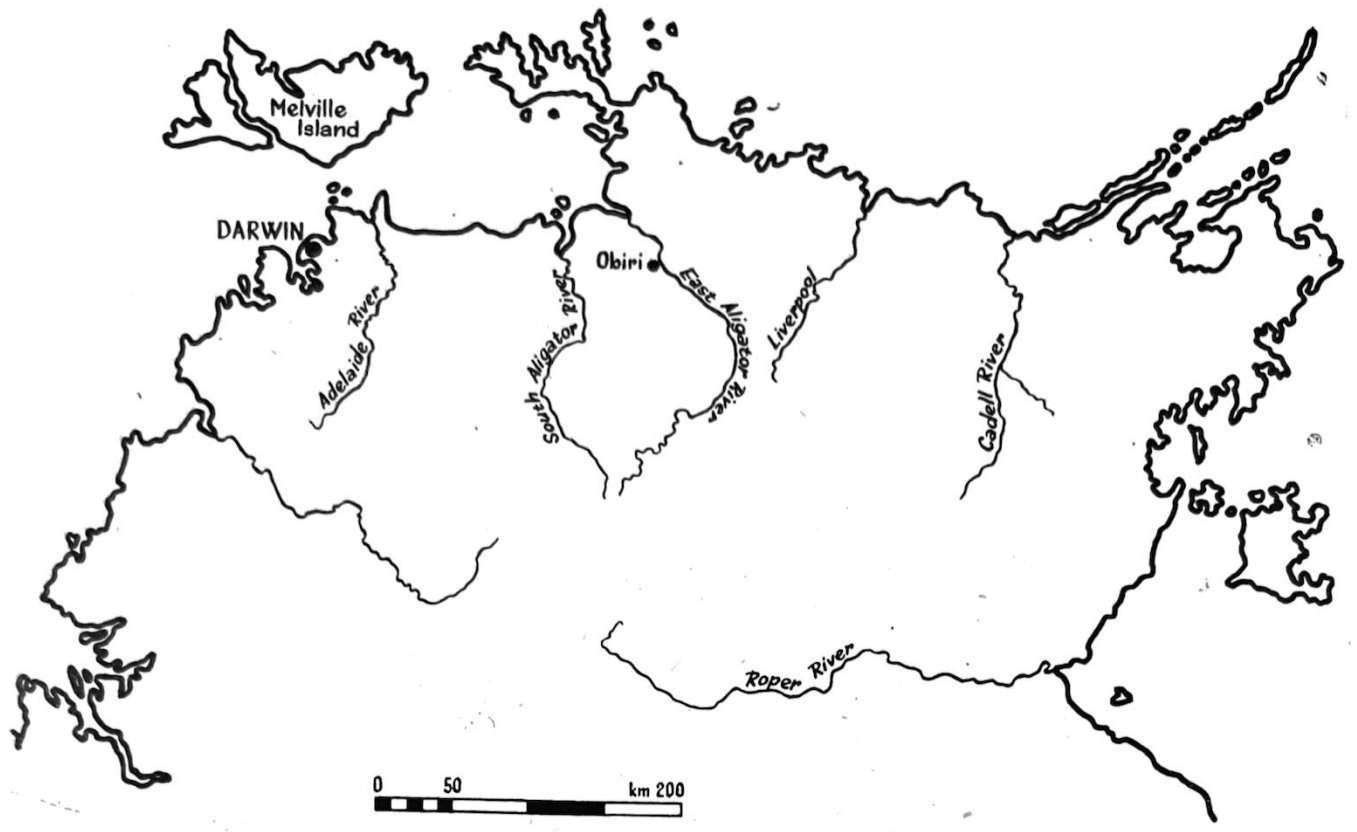 Melville
Island
DARWIN
Obiri
Adelaide River
South Aligator River
East Aligator River
Liverpool
Cadell River
Roper River
0 50 km 200